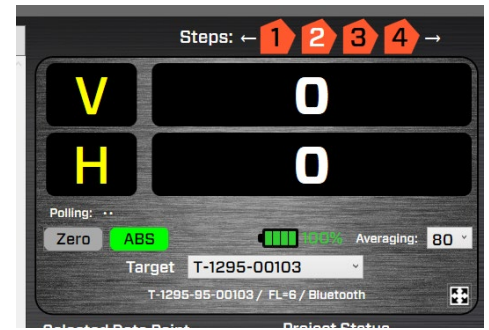 Steps: ← 1 2 3 4 →
V 0
H 0
Polling: ..
Zero ABS 100% Averaging: 80
Target T-1295-00103
T-1295-95-00103 / FL=6 / Bluetooth
Selected Data Point Project Status